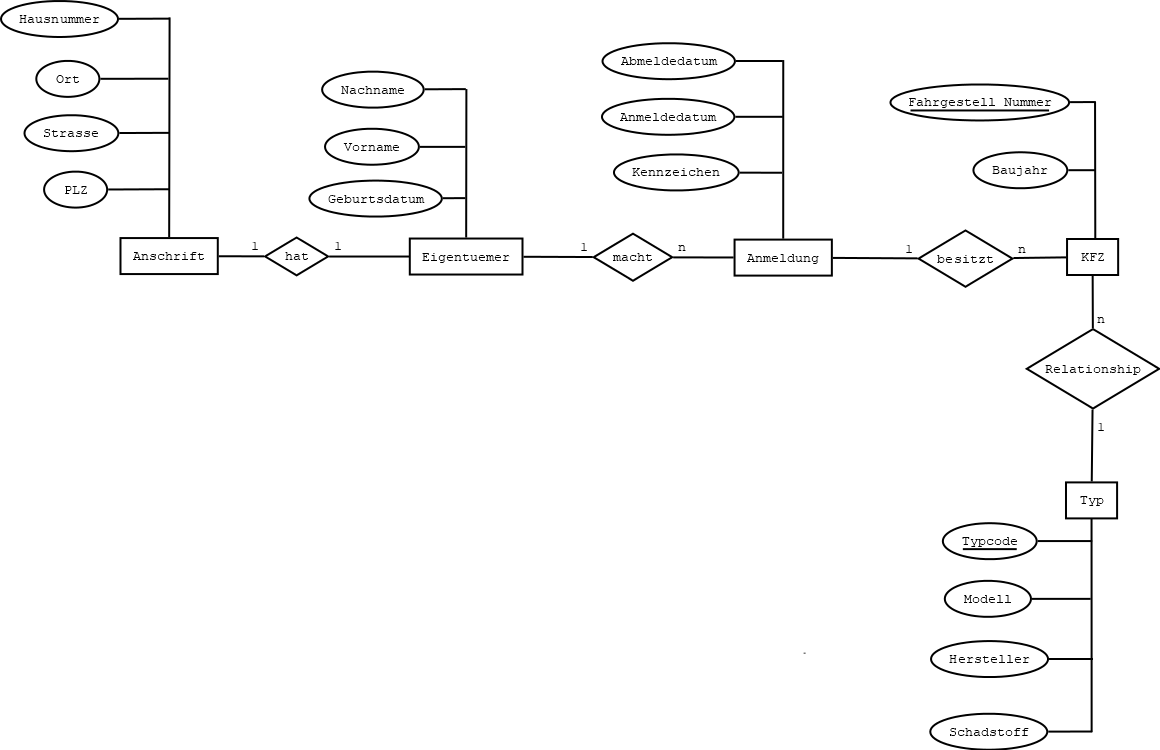 Hausnummer
Ort
Strasse
PLZ
Nachname
Vorname
Geburtsdatum
Abmeldedatum
Anmeldedatum
Kennzeichen
Fahrgestell Nummer
Baujahr
Anschrift
1
hat
1
Eigentuemer
1
macht
n
Anmeldung
1
besitzt
n
KFZ
n
Relationship
1
Typ
Typcode
Modell
Hersteller
Schadstoff